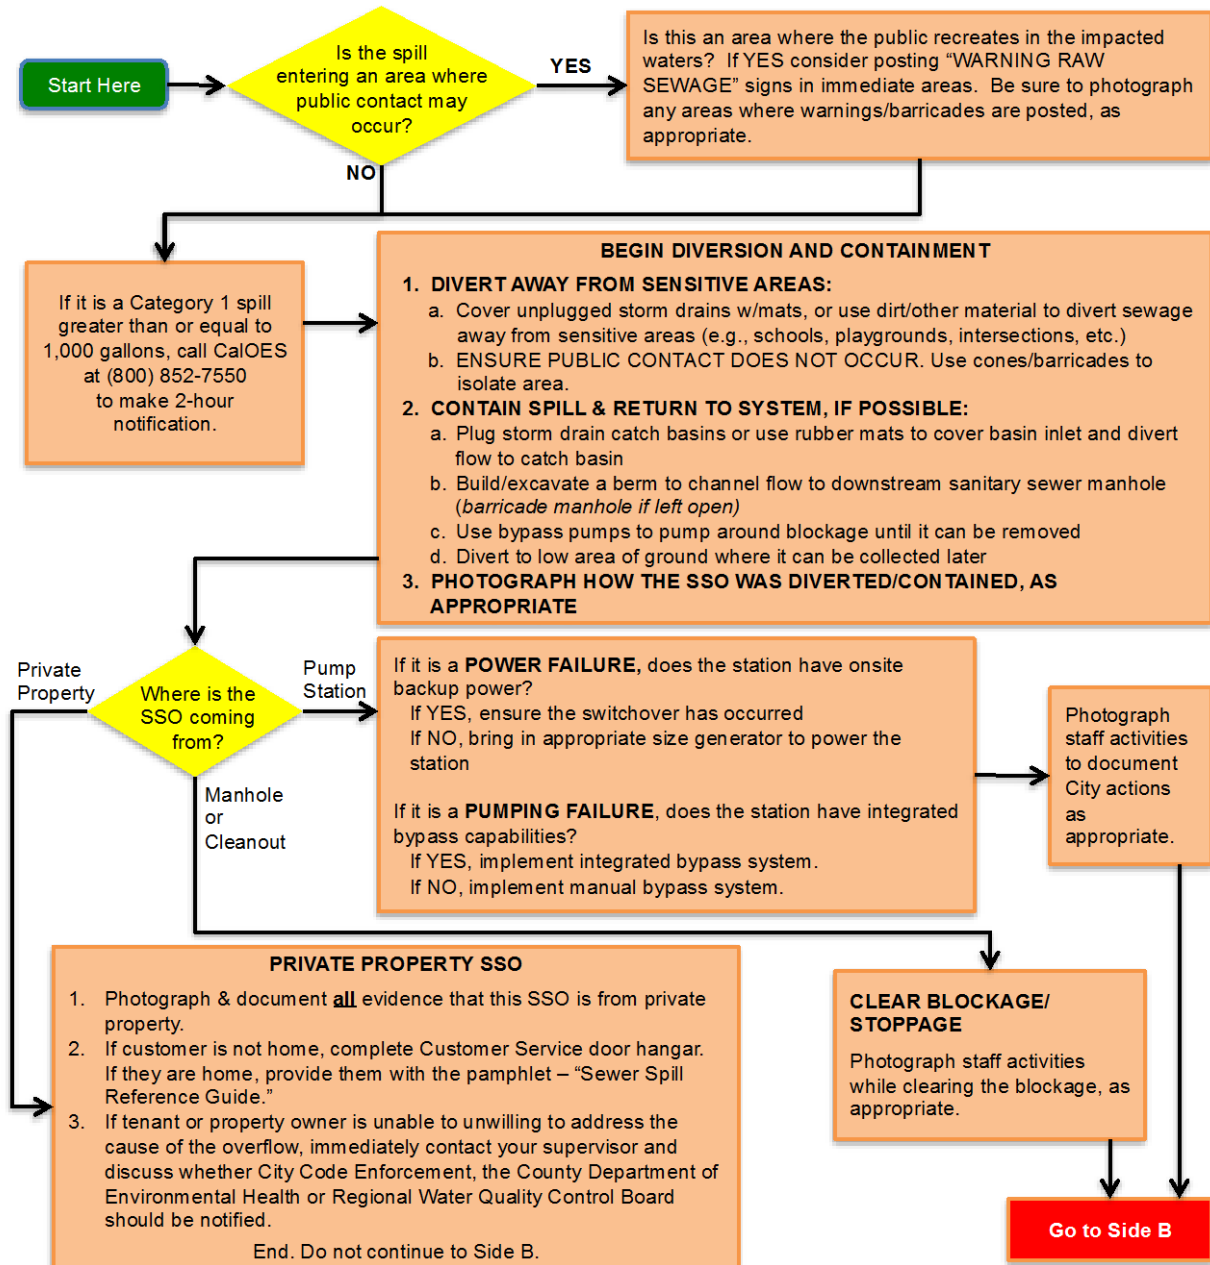 Start Here
Is the spill
entering an area where
public contact may
occur?
YES
NO
Is this an area where the public recreates in the impacted
waters? If YES consider posting “WARNING RAW
SEWAGE” signs in immediate areas. Be sure to photograph
any areas where warnings/barricades are posted, as
appropriate.
If it is a Category 1 spill
greater than or equal to
1,000 gallons, call CalOES
at (800) 852-7550
to make 2-hour
notification.
BEGIN DIVERSION AND CONTAINMENT
1. DIVERT AWAY FROM SENSITIVE AREAS:
a. Cover unplugged storm drains w/mats, or use dirt/other material to divert sewage
away from sensitive areas (e.g., schools, playgrounds, intersections, etc.)
b. ENSURE PUBLIC CONTACT DOES NOT OCCUR. Use cones/barricades to
isolate area.
2. CONTAIN SPILL & RETURN TO SYSTEM, IF POSSIBLE:
a. Plug storm drain catch basins or use rubber mats to cover basin inlet and divert
flow to catch basin
b. Build/excavate a berm to channel flow to downstream sanitary sewer manhole
(barricade manhole if left open)
c. Use bypass pumps to pump around blockage until it can be removed
d. Divert to low area of ground where it can be collected later
3. PHOTOGRAPH HOW THE SSO WAS DIVERTED/CONTAINED, AS
APPROPRIATE
Private
Property
Where is the
SSO coming
from?
Pump
Station
Manhole
or
Cleanout
If it is a POWER FAILURE, does the station have onsite
backup power?
If YES, ensure the switchover has occurred
If NO, bring in appropriate size generator to power the
station
If it is a PUMPING FAILURE, does the station have integrated
bypass capabilities?
If YES, implement integrated bypass system.
If NO, implement manual bypass system.
Photograph
staff activities
to document
City actions
as
appropriate.
PRIVATE PROPERTY SSO
1. Photograph & document all evidence that this SSO is from private
property.
2. If customer is not home, complete Customer Service door hangar.
If they are home, provide them with the pamphlet – “Sewer Spill
Reference Guide.”
3. If tenant or property owner is unable to unwilling to address the
cause of the overflow, immediately contact your supervisor and
discuss whether City Code Enforcement, the County Department of
Environmental Health or Regional Water Quality Control Board
should be notified.
End. Do not continue to Side B.
CLEAR BLOCKAGE/
STOPPAGE
Photograph staff activities
while clearing the blockage, as
appropriate.
Go to Side B